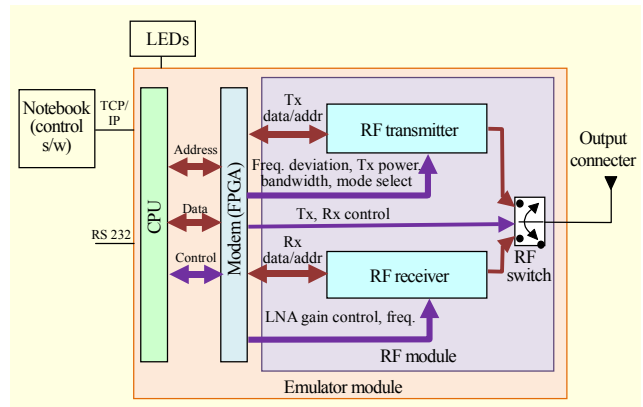 LEDs
Notebook
(control
s/w)
TCP/
IP
RS 232
CPU
Address
Data
Control
Modem (FPGA)
Tx
data/addr
RF transmitter
Freq. deviation, Tx power,
bandwidth, mode select
Tx, Rx control
Rx
data/addr
RF receiver
LNA gain control, freq.
RF module
RF
switch
Output
connecter
Emulator module